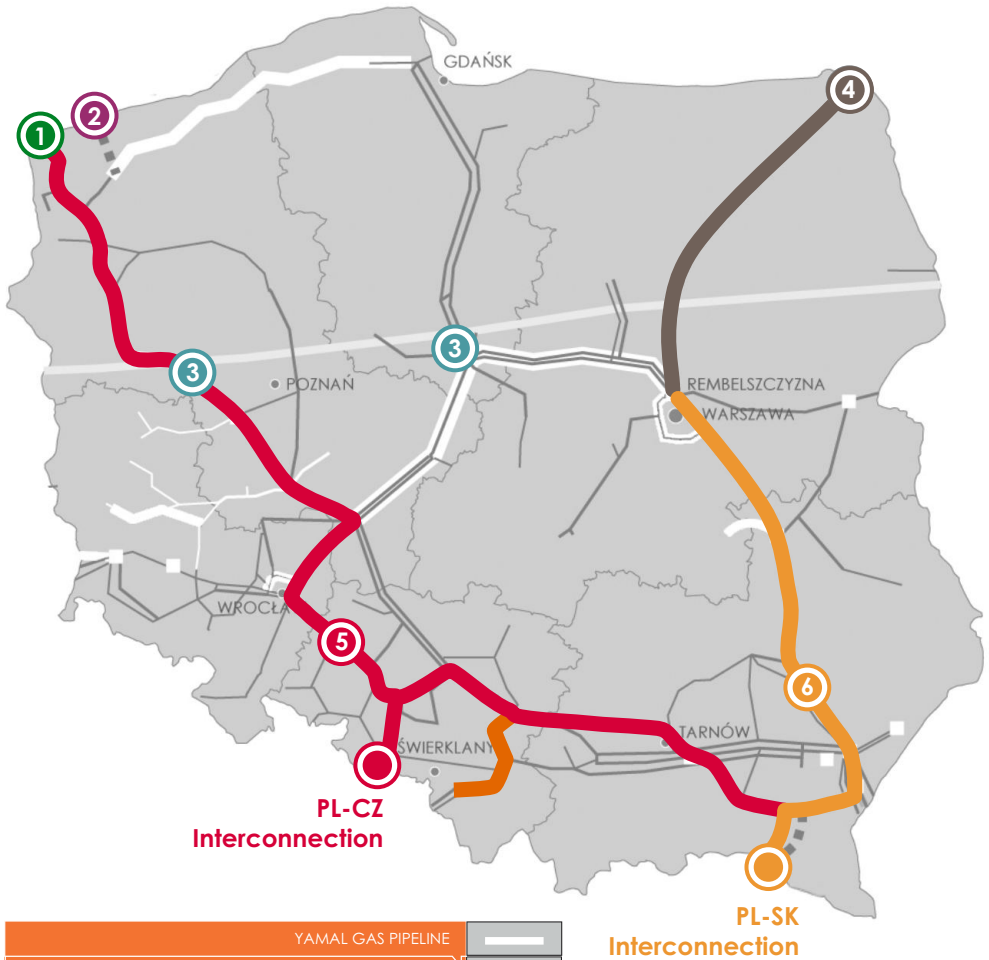 GDAŃSK
4
2
1
3
3
POZNAŃ
REMBELSZCZYZNA
WARSZAWA
WROCŁA
5
6
TARNÓW
ŚWIERKLANY
PL-CZ
Interconnection
PL-SK
Interconnection
YAMAL GAS PIPELINE